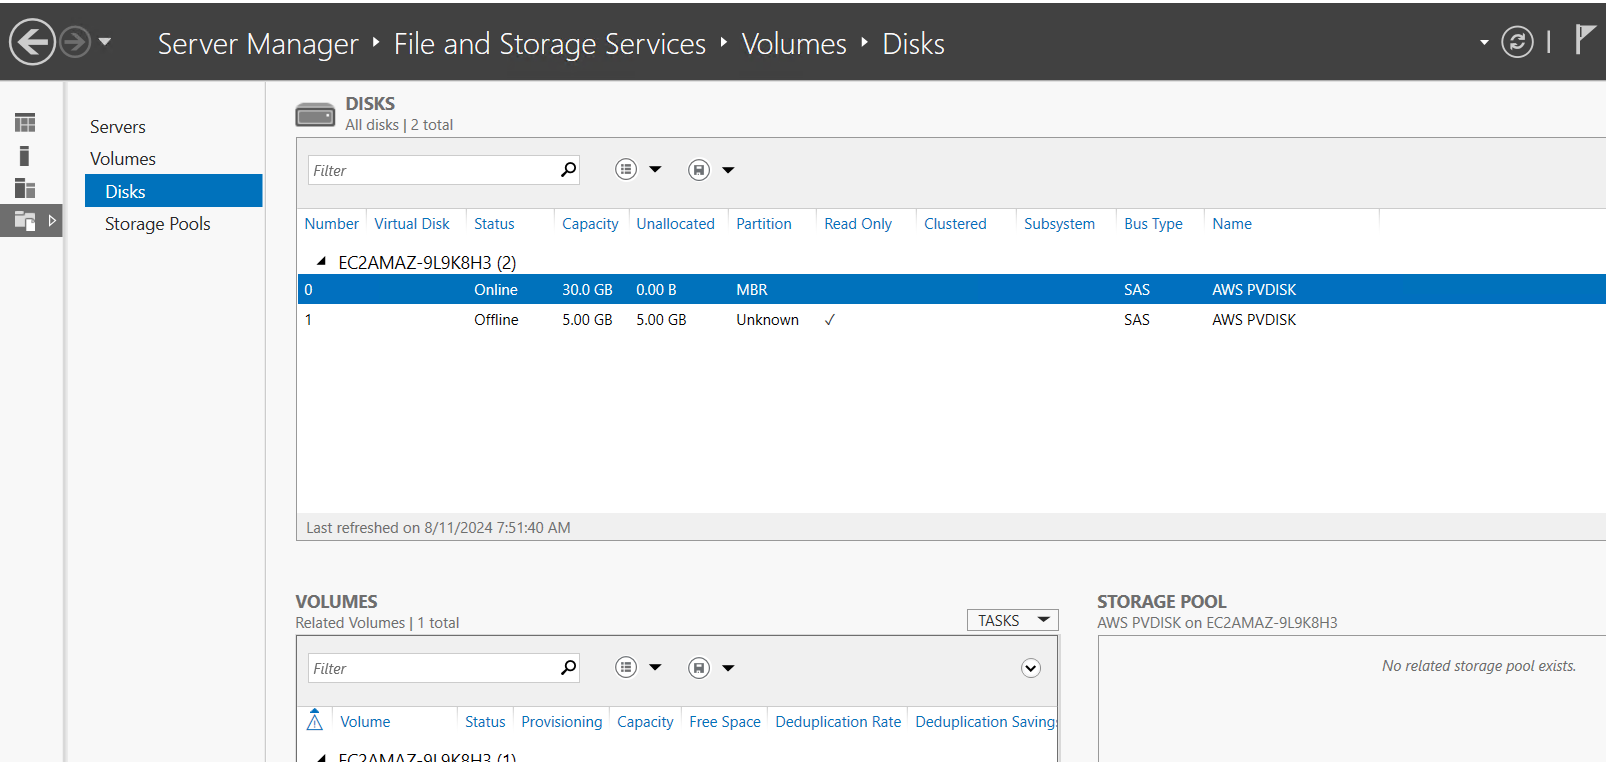 Server Manager ‣ File and Storage Services ‣ Volumes ‣ Disks
Servers
Volumes
Disks
Storage Pools
DISKS
All disks | 2 total
Filter
Number Virtual Disk Status Capacity Unallocated Partition Read Only Clustered Subsystem Bus Type Name
EC2AMAZ-9L9K8H3 (2)
0 Online 30.0 GB 0.00 B MBR SAS AWS PVDISK
1 Offline 5.00 GB 5.00 GB Unknown ✓ SAS AWS PVDISK
Last refreshed on 8/11/2024 7:51:40 AM
VOLUMES
Related Volumes | 1 total
TASKS
Filter
Volume Status Provisioning Capacity Free Space Deduplication Rate Deduplication Savings
EC2AMAZ-9L9K8H3 (1)
STORAGE POOL
AWS PVDISK on EC2AMAZ-9L9K8H3
No related storage pool exists.